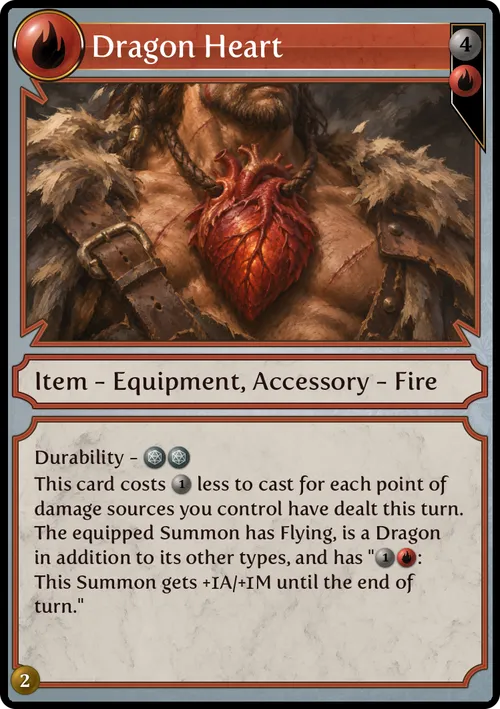 Dragon Heart
4
Item – Equipment, Accessory – Fire
Durability –
This card costs 1 less to cast for each point of
damage sources you control have dealt this turn.
The equipped Summon has Flying, is a Dragon
in addition to its other types, and has "1:
This Summon gets +1A/+1M until the end of
turn."
2